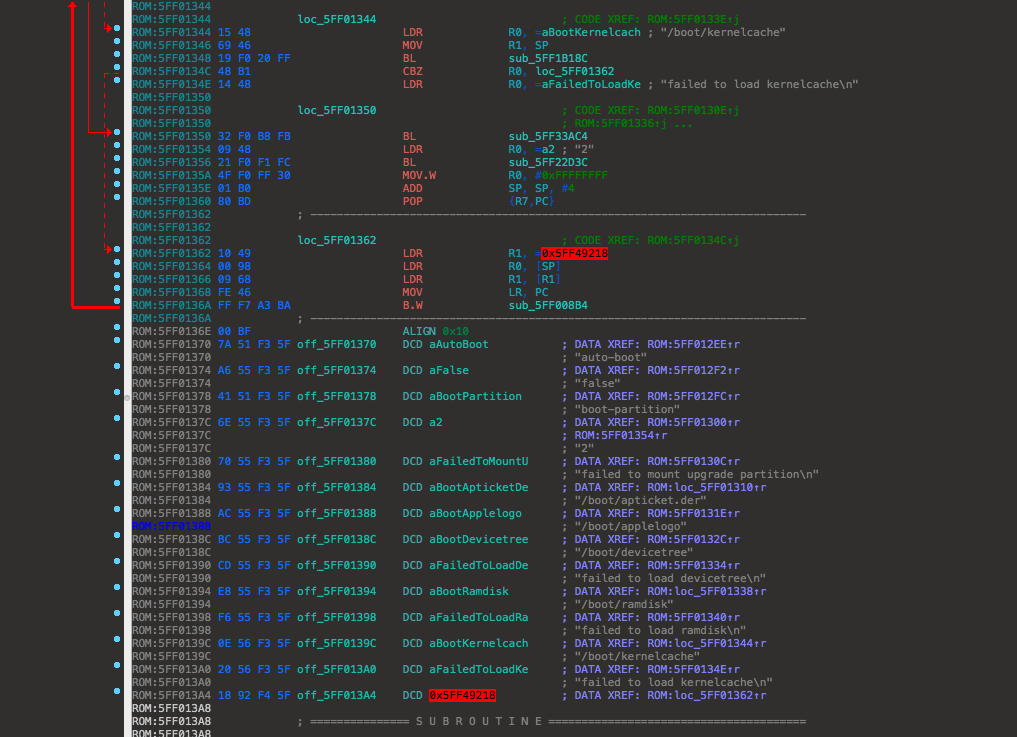 ROM:5FF01344
ROM:5FF01344 loc_5FF01344 ; CODE XREF: ROM:5FF0133E↑j
ROM:5FF01344 15 48 LDR R0, =aBootKernelcach ; "/boot/kernelcache"
ROM:5FF01346 69 46 MOV R1, SP
ROM:5FF01348 19 F0 20 FF BL sub_5FF1B18C
ROM:5FF0134C 48 B1 CBZ R0, loc_5FF01362
ROM:5FF0134E 14 48 LDR R0, =aFailedToLoadKe ; "failed to load kernelcache\n"
ROM:5FF01350
ROM:5FF01350 loc_5FF01350 ; CODE XREF: ROM:5FF0130E↑j
ROM:5FF01350 ; ROM:5FF01336↑j ...
ROM:5FF01350 32 F0 B8 FB BL sub_5FF33AC4
ROM:5FF01354 09 48 LDR R0, =a2 ; "2"
ROM:5FF01356 21 F0 F1 FC BL sub_5FF22D3C
ROM:5FF0135A 4F F0 FF 30 MOV.W R0, #0xFFFFFFFF
ROM:5FF0135E 01 B0 ADD SP, SP, #4
ROM:5FF01360 80 BD POP {R7,PC}
ROM:5FF01362 ; ---------------------------------------------------------------------------
ROM:5FF01362
ROM:5FF01362 loc_5FF01362 ; CODE XREF: ROM:5FF0134C↑j
ROM:5FF01362 10 49 LDR R1, =0x5FF49218
ROM:5FF01364 00 98 LDR R0, [SP]
ROM:5FF01366 09 68 LDR R1, [R1]
ROM:5FF01368 FE 46 MOV LR, PC
ROM:5FF0136A FF F7 A3 BA B.W sub_5FF008B4
ROM:5FF0136A ; ---------------------------------------------------------------------------
ROM:5FF0136E 00 BF ALIGN 0x10
ROM:5FF01370 7A 51 F3 5F off_5FF01370 DCD aAutoBoot ; DATA XREF: ROM:5FF012EE↑r
ROM:5FF01370 ; "auto-boot"
ROM:5FF01374 A6 55 F3 5F off_5FF01374 DCD aFalse ; DATA XREF: ROM:5FF012F2↑r
ROM:5FF01374 ; "false"
ROM:5FF01378 41 51 F3 5F off_5FF01378 DCD aBootPartition ; DATA XREF: ROM:5FF012FC↑r
ROM:5FF01378 ; "boot-partition"
ROM:5FF0137C 6E 55 F3 5F off_5FF0137C DCD a2 ; DATA XREF: ROM:5FF01300↑r
ROM:5FF0137C ; ROM:5FF01354↑r
ROM:5FF0137C ; "2"
ROM:5FF01380 70 55 F3 5F off_5FF01380 DCD aFailedToMountU ; DATA XREF: ROM:5FF0130C↑r
ROM:5FF01380 ; "failed to mount upgrade partition\n"
ROM:5FF01384 93 55 F3 5F off_5FF01384 DCD aBootApticketDe ; DATA XREF: ROM:loc_5FF01310↑r
ROM:5FF01384 ; "/boot/apticket.der"
ROM:5FF01388 AC 55 F3 5F off_5FF01388 DCD aBootApplelogo ; DATA XREF: ROM:5FF0131E↑r
ROM:5FF01388 ; "/boot/applelogo"
ROM:5FF0138C BC 55 F3 5F off_5FF0138C DCD aBootDevicetree ; DATA XREF: ROM:5FF0132C↑r
ROM:5FF0138C ; "/boot/devicetree"
ROM:5FF01390 CD 55 F3 5F off_5FF01390 DCD aFailedToLoadDe ; DATA XREF: ROM:5FF01334↑r
ROM:5FF01390 ; "failed to load devicetree\n"
ROM:5FF01394 E8 55 F3 5F off_5FF01394 DCD aBootRamdisk ; DATA XREF: ROM:loc_5FF01338↑r
ROM:5FF01394 ; "/boot/ramdisk"
ROM:5FF01398 F6 55 F3 5F off_5FF01398 DCD aFailedToLoadRa ; DATA XREF: ROM:5FF01340↑r
ROM:5FF01398 ; "failed to load ramdisk\n"
ROM:5FF0139C 0E 56 F3 5F off_5FF0139C DCD aBootKernelcach ; DATA XREF: ROM:loc_5FF01344↑r
ROM:5FF0139C ; "/boot/kernelcache"
ROM:5FF013A0 20 56 F3 5F off_5FF013A0 DCD aFailedToLoadKe ; DATA XREF: ROM:5FF0134E↑r
ROM:5FF013A0 ; "failed to load kernelcache\n"
ROM:5FF013A4 18 92 F4 5F off_5FF013A4 DCD 0x5FF49218 ; DATA XREF: ROM:loc_5FF01362↑r
ROM:5FF013A8
ROM:5FF013A8 ; =============== S U B R O U T I N E =======================================
ROM:5FF013A8